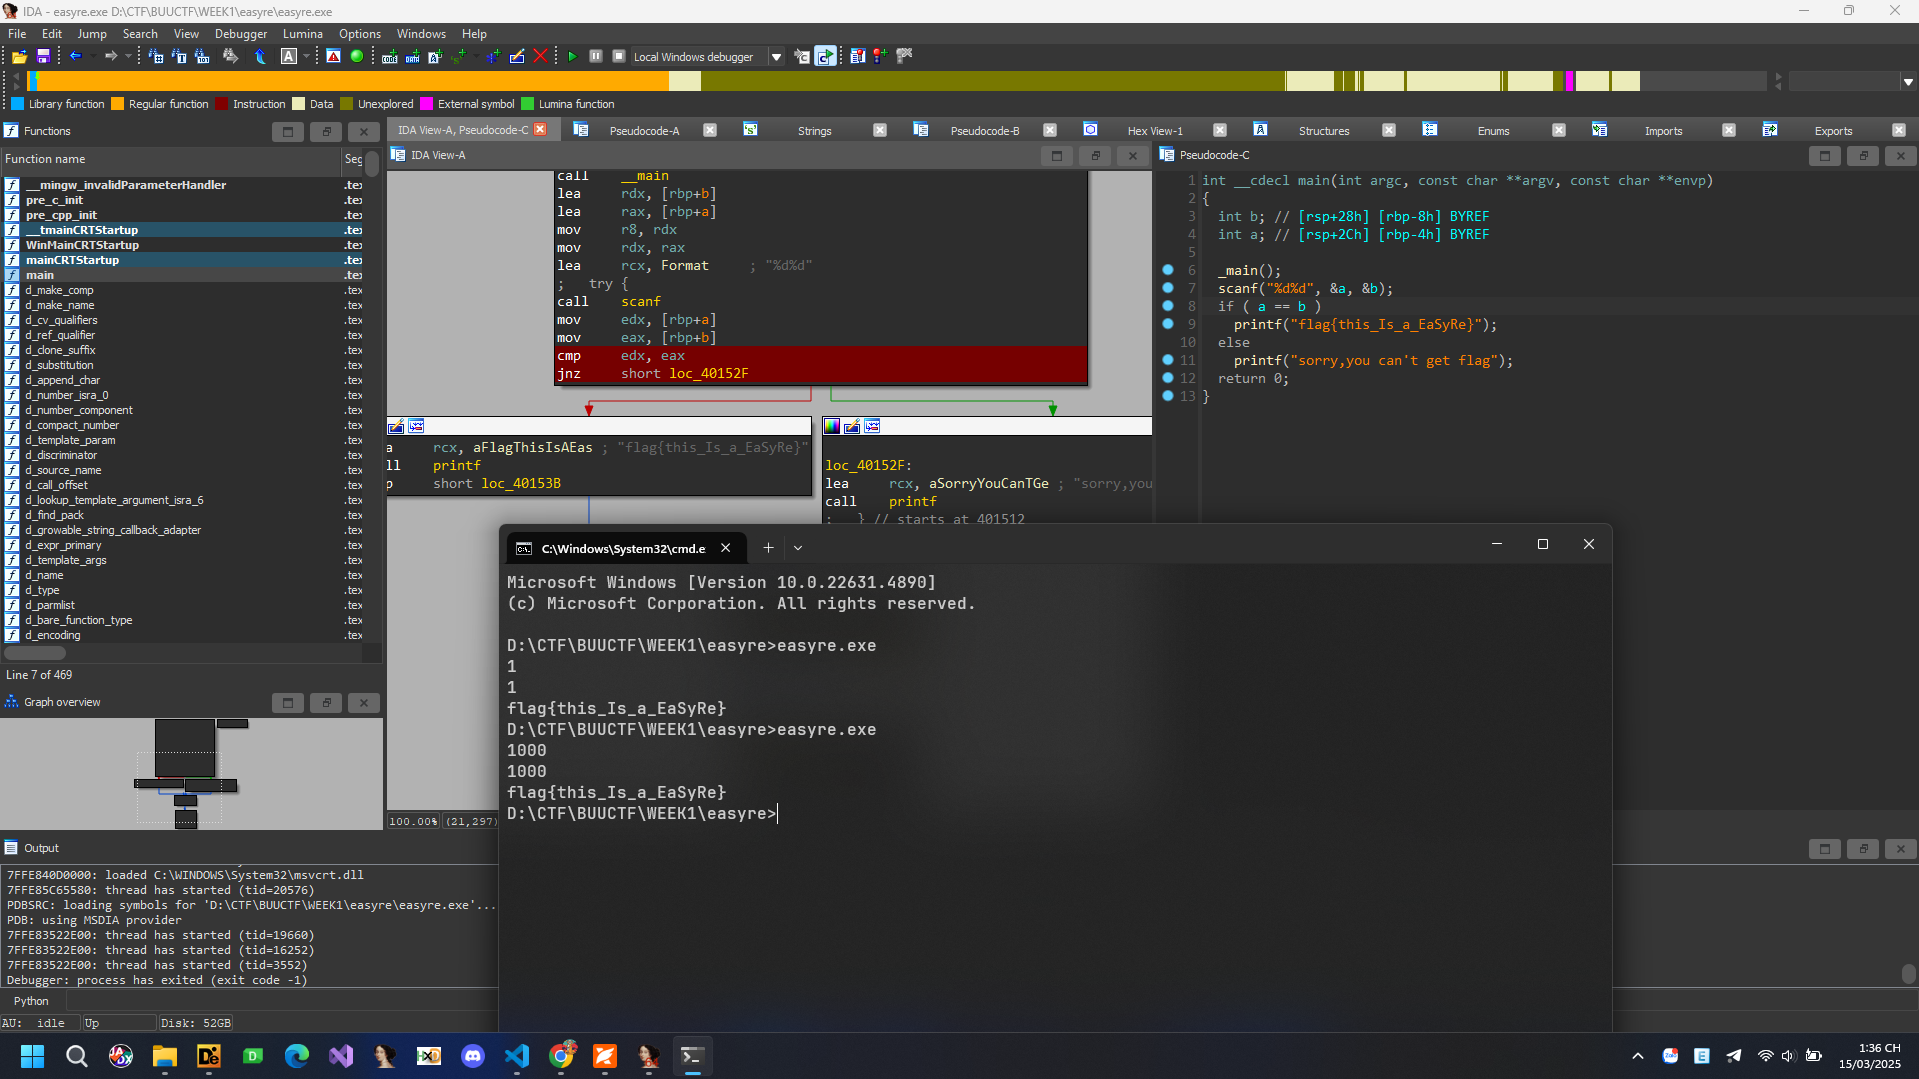 IDA - easyre.exe D:\CTF\BUUCTF\WEEK1\easyre\easyre.exe
File Edit Jump Search View Debugger Lumina Options Windows Help
Local Windows debugger
Library function Regular function Instruction Data Unexplored External symbol Lumina function
Functions
Function name Seg
__mingw_invalidParameterHandler .tex
pre_c_init .tex
pre_cpp_init .tex
__tmainCRTStartup .tex
WinMainCRTStartup .tex
mainCRTStartup .tex
main .tex
d_make_comp .tex
d_make_name .tex
d_cv_qualifiers .tex
d_ref_qualifier .tex
d_clone_suffix .tex
d_substitution .tex
d_append_char .tex
d_number_isra_0 .tex
d_number_component .tex
d_compact_number .tex
d_template_param .tex
d_discriminator .tex
d_source_name .tex
d_call_offset .tex
d_lookup_template_argument_isra_6 .tex
d_find_pack .tex
d_growable_string_callback_adapter .tex
d_expr_primary .tex
d_template_args .tex
d_name .tex
d_type .tex
d_parmlist .tex
d_bare_function_type .tex
d_encoding .tex
Line 7 of 469
Graph overview
IDA View-A, Pseudocode-C Pseudocode-A Strings Pseudocode-B Hex View-1 Structures Enums Imports Exports
IDA View-A
call __main
lea rdx, [rbp+b]
lea rax, [rbp+a]
mov r8, rdx
mov rdx, rax
lea rcx, Format ; "%d%d"
; try {
call scanf
mov edx, [rbp+a]
mov eax, [rbp+b]
cmp edx, eax
jnz short loc_40152F
a rcx, aFlagThisIsAEas ; "flag{this_Is_a_EaSyRe}"
ll printf
p short loc_40153B
loc_40152F:
lea rcx, aSorryYouCanTGe ; "sorry,you
call printf
; } // starts at 401512
100.00% (21,297)
Pseudocode-C
1 int __cdecl main(int argc, const char **argv, const char **envp)
2 {
3 int b; // [rsp+28h] [rbp-8h] BYREF
4 int a; // [rsp+2Ch] [rbp-4h] BYREF
5
6 _main();
7 scanf("%d%d", &a, &b);
8 if ( a == b )
9 printf("flag{this_Is_a_EaSyRe}");
10 else
11 printf("sorry,you can't get flag");
12 return 0;
13 }
C:\Windows\System32\cmd.e
Microsoft Windows [Version 10.0.22631.4890]
(c) Microsoft Corporation. All rights reserved.
D:\CTF\BUUCTF\WEEK1\easyre>easyre.exe
1
1
flag{this_Is_a_EaSyRe}
D:\CTF\BUUCTF\WEEK1\easyre>easyre.exe
1000
1000
flag{this_Is_a_EaSyRe}
D:\CTF\BUUCTF\WEEK1\easyre>
Output
7FFE840D0000: loaded C:\WINDOWS\System32\msvcrt.dll
7FFE85C65580: thread has started (tid=20576)
PDBSRC: loading symbols for 'D:\CTF\BUUCTF\WEEK1\easyre\easyre.exe'...
PDB: using MSDIA provider
7FFE83522E00: thread has started (tid=19660)
7FFE83522E00: thread has started (tid=16252)
7FFE83522E00: thread has started (tid=3552)
Debugger: process has exited (exit code -1)
Python
AU: idle Up Disk: 52GB
1:36 CH
15/03/2025